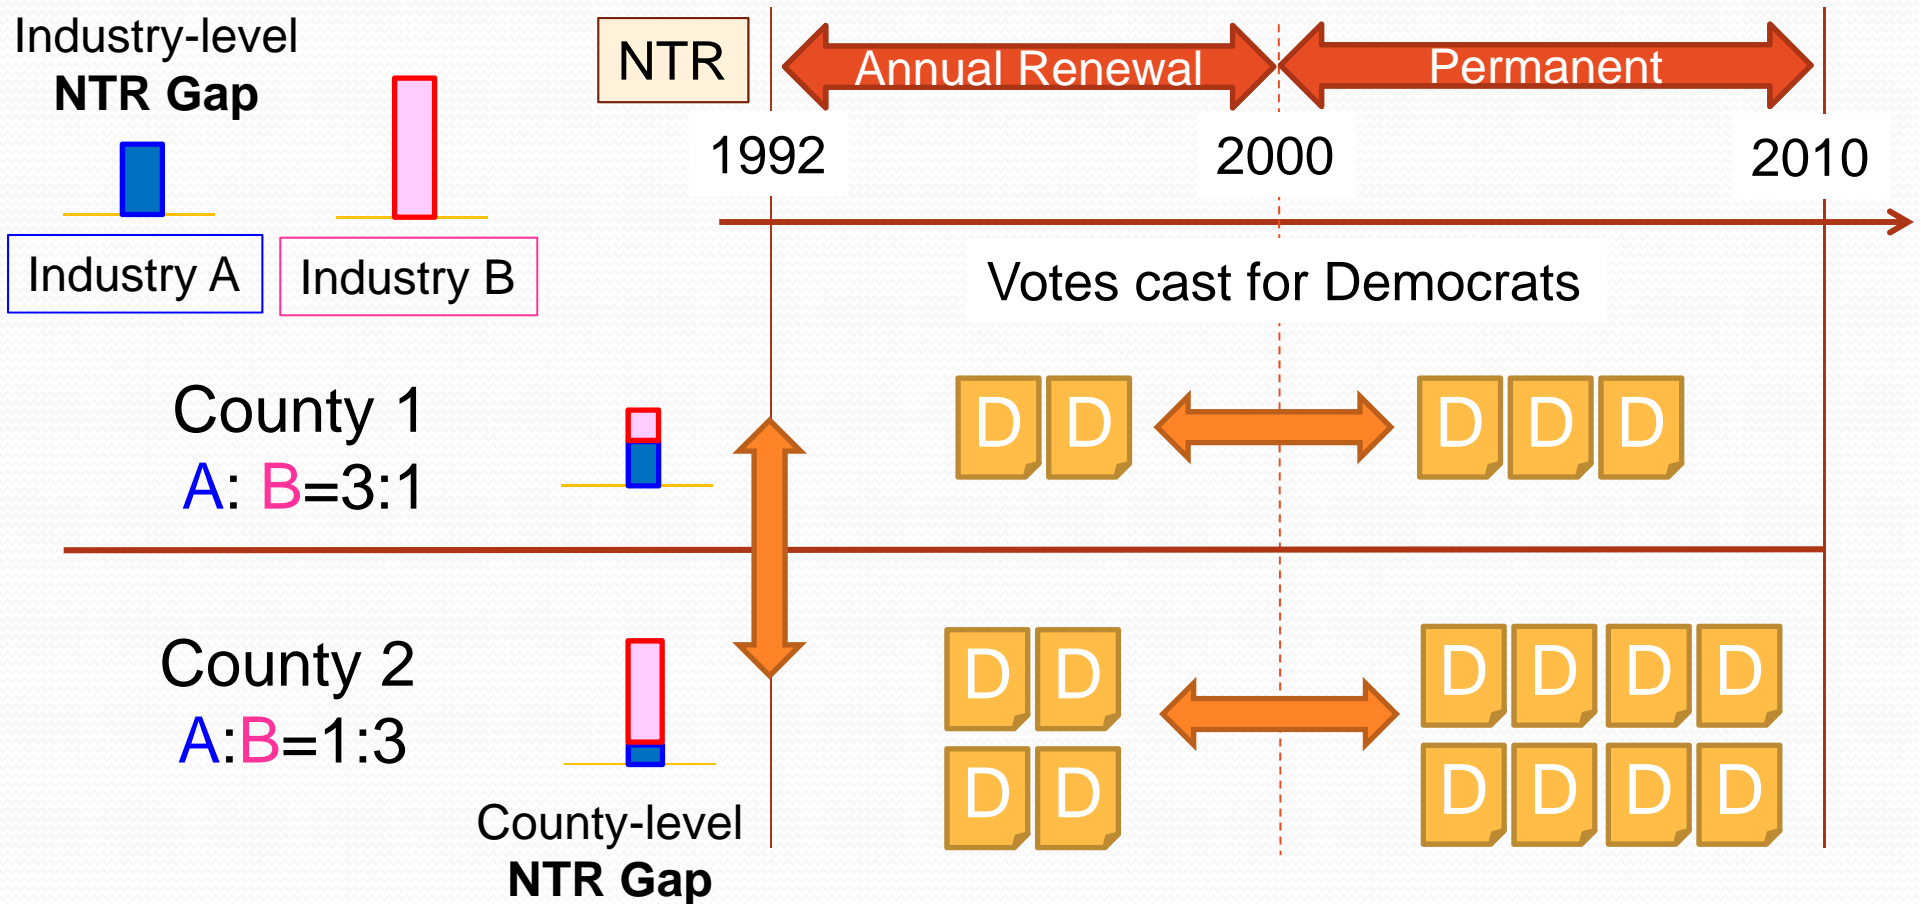 Industry-level
NTR Gap
Industry A
Industry B
NTR
Annual Renewal
Permanent
1992
2000
2010
Votes cast for Democrats
County 1
A: B=3:1
D D
D D D
County 2
A:B=1:3
D D
D D
D D D D
D D D D
County-level
NTR Gap